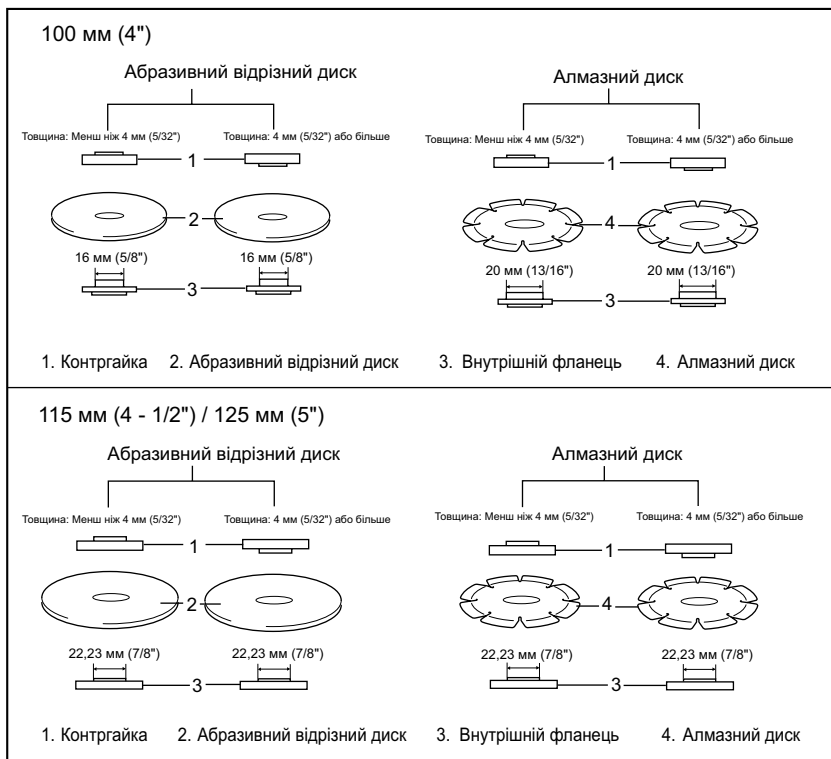 100 мм (4")
Абразивний відрізний диск
Алмазний диск
Товщина: Менш ніж 4 мм (5/32")
Товщина: 4 мм (5/32") або більше
Товщина: Менш ніж 4 мм (5/32")
Товщина: 4 мм (5/32") або більше
1
1
2
4
16 мм (5/8")
16 мм (5/8")
20 мм (13/16")
20 мм (13/16")
3
3
1. Контргайка 2. Абразивний відрізний диск 3. Внутрішній фланець 4. Алмазний диск
115 мм (4 - 1/2") / 125 мм (5")
Абразивний відрізний диск
Алмазний диск
Товщина: Менш ніж 4 мм (5/32")
Товщина: 4 мм (5/32") або більше
Товщина: Менш ніж 4 мм (5/32")
Товщина: 4 мм (5/32") або більше
1
1
2
4
22,23 мм (7/8")
22,23 мм (7/8")
22,23 мм (7/8")
22,23 мм (7/8")
3
3
1. Контргайка 2. Абразивний відрізний диск 3. Внутрішній фланець 4. Алмазний диск